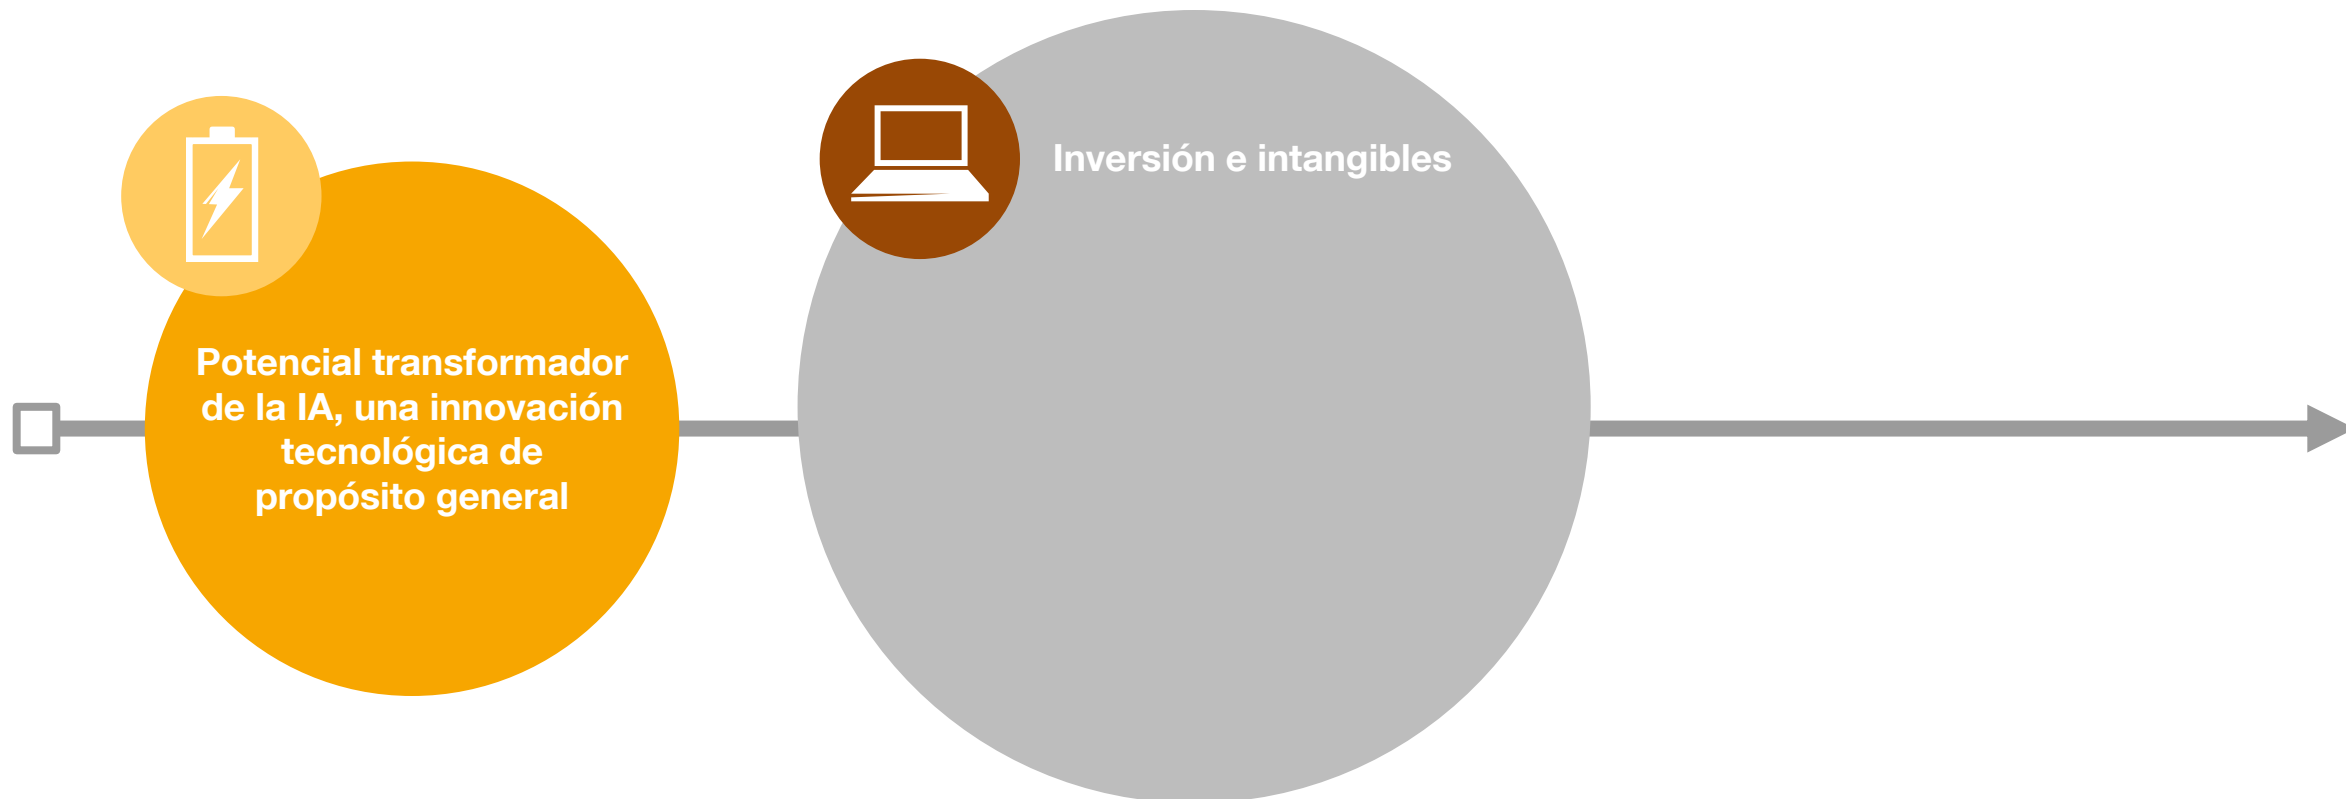 Potencial transformador
de la IA, una innovación
tecnológica de
propósito general
Inversión e intangibles